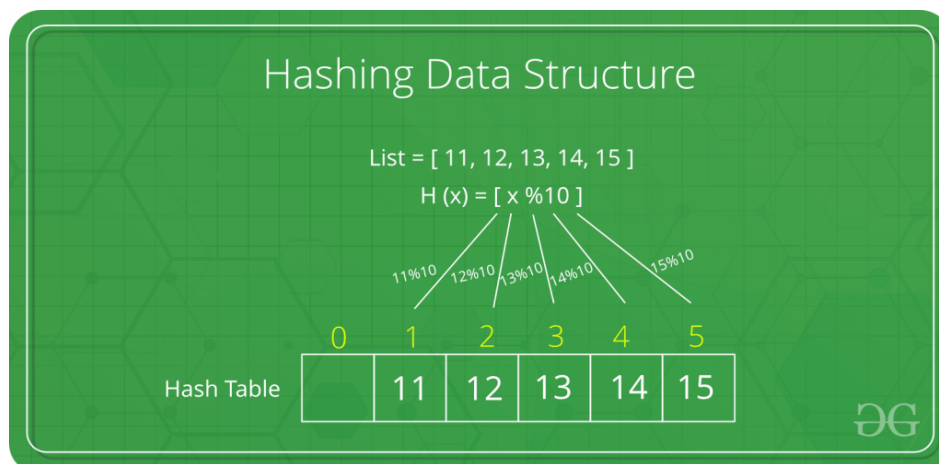 Hashing Data Structure
List = [ 11, 12, 13, 14, 15 ]
H (x) = [ x %10 ]
11%10 12%10 13%10 14%10 15%10
0 1 2 3 4 5
Hash Table 11 12 13 14 15
GG